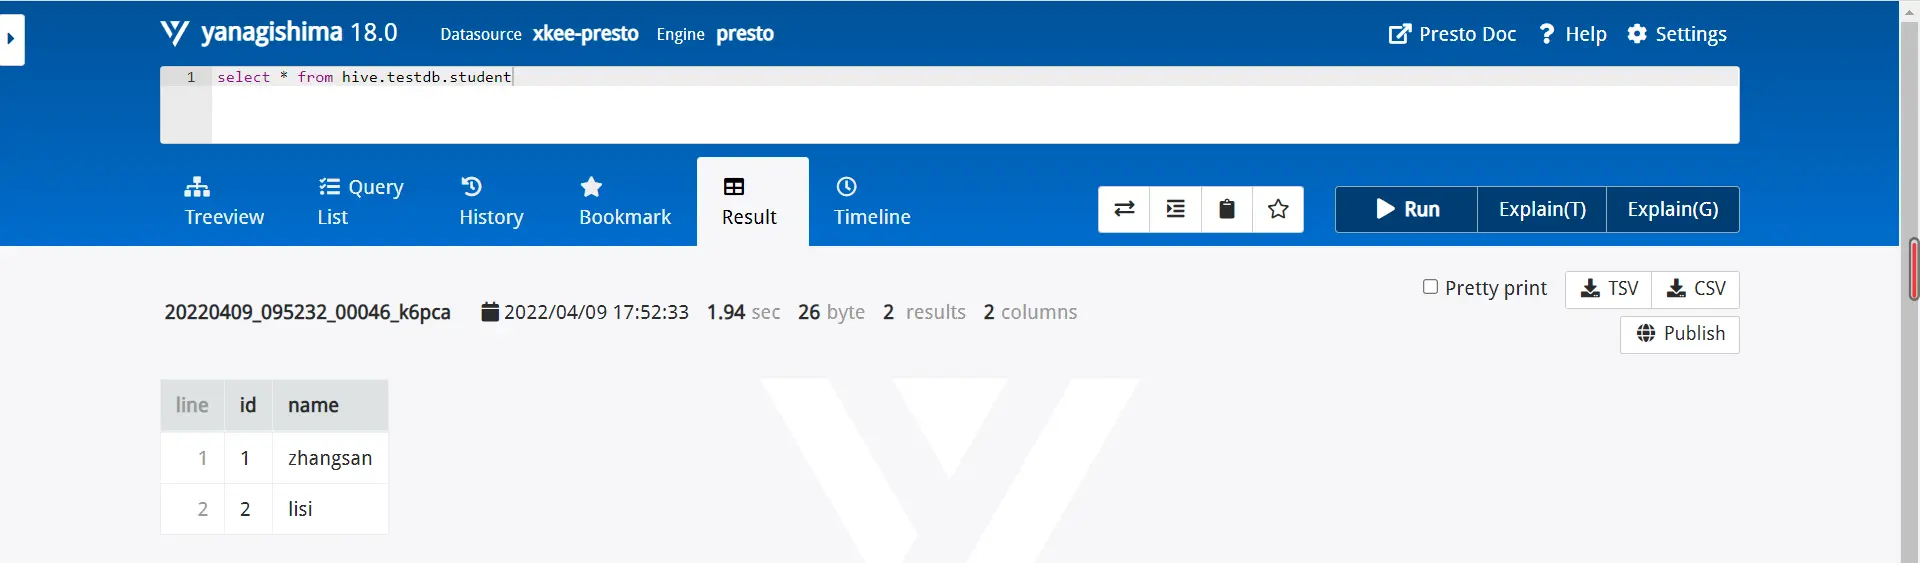 yanagishima 18.0 Datasource xkee-presto Engine presto Presto Doc ? Help Settings
1 select * from hive.testdb.student
Treeview
Query
List
History
Bookmark
Result
Timeline
Run Explain(T) Explain(G)
Pretty print TSV CSV
20220409_095232_00046_k6pca 2022/04/09 17:52:33 1.94 sec 26 byte 2 results 2 columns
Publish
line id name
1 1 zhangsan
2 2 lisi